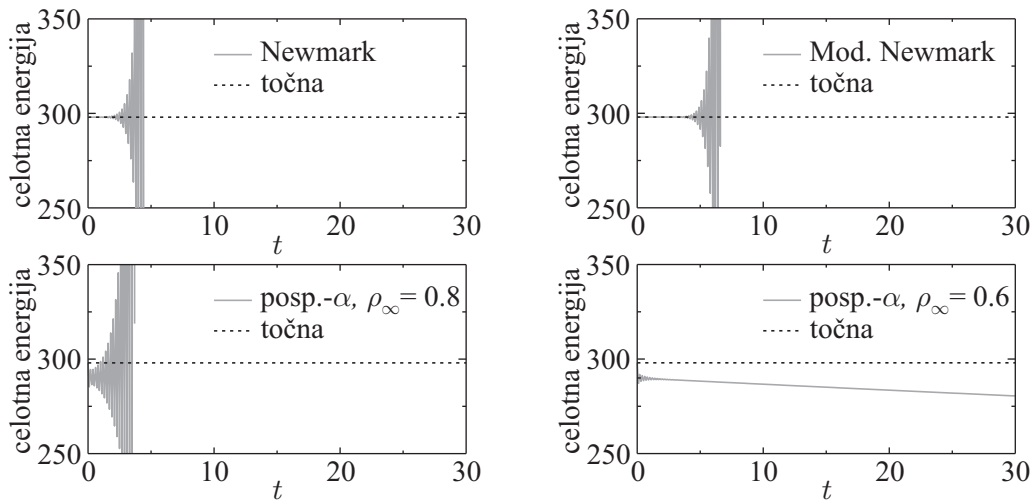 350
300
250
celotna energija
Newmark
točna
0 10 20 30
t
350
300
250
celotna energija
Mod. Newmark
točna
0 10 20 30
t
350
300
250
celotna energija
posp.-α, ρ∞= 0.8
točna
0 10 20 30
t
350
300
250
celotna energija
posp.-α, ρ∞= 0.6
točna
0 10 20 30
t